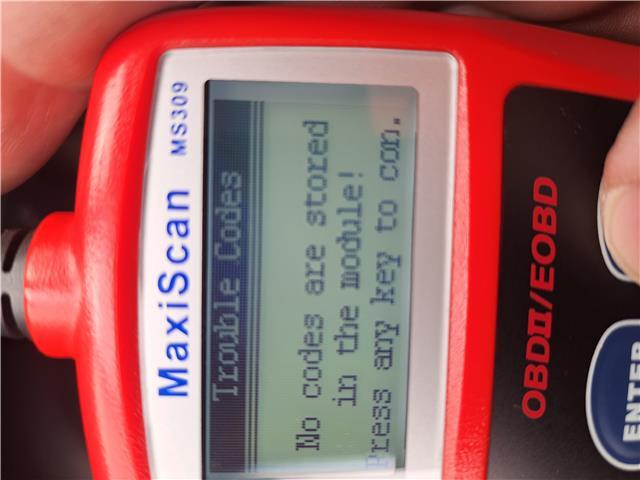 MaxiScan MS309
Trouble Codes
No codes are stored
in the module!
Press any key to con.
OBDII/EOBD
ENTER